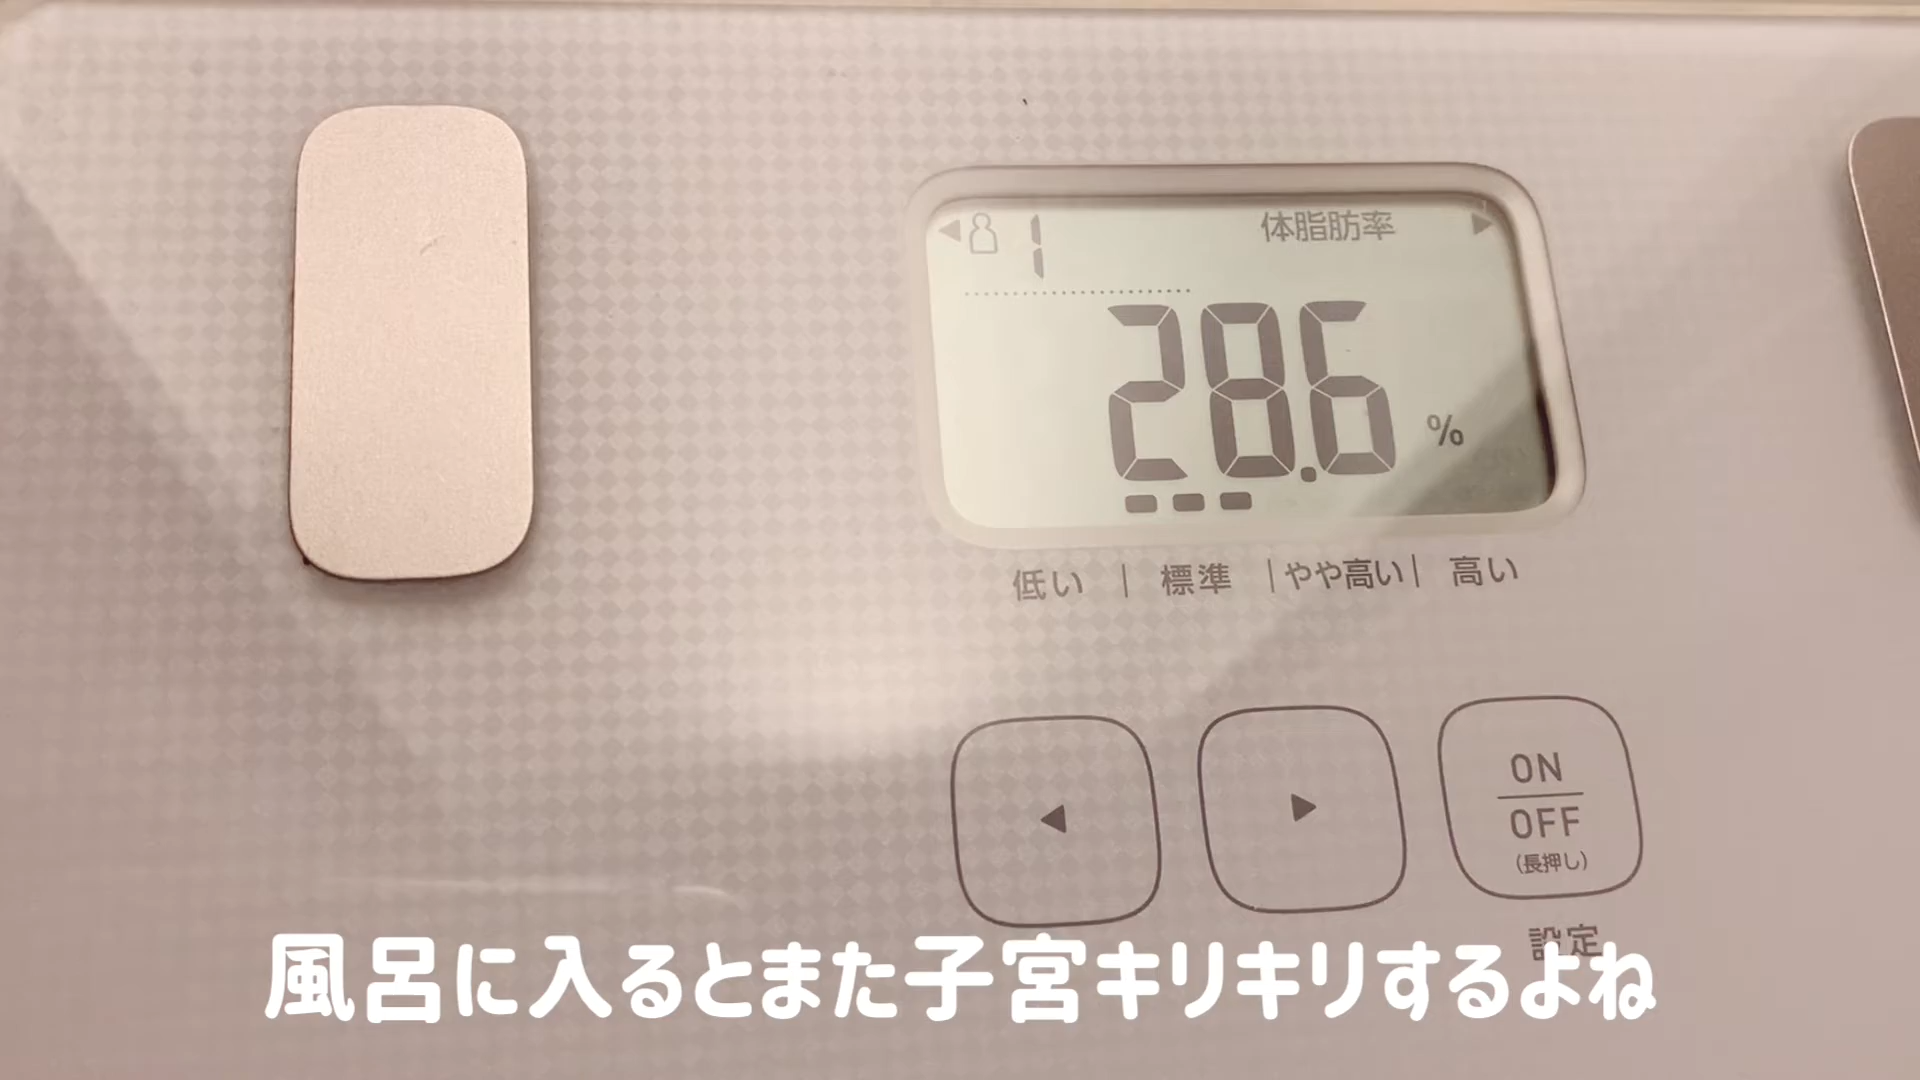 1 体脂肪率
28.6 %
低い | 標準 | やや高い | 高い
ON
OFF
(長押し)
設定
風呂に入るとまた子宮キリキリするよね